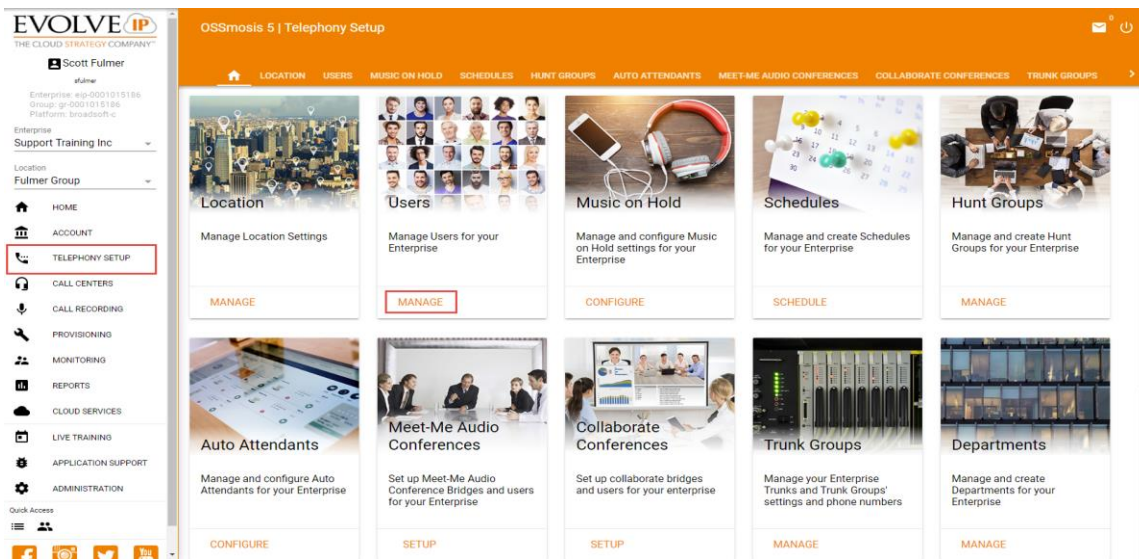 EVOLVE IP
THE CLOUD STRATEGY COMPANY™
Scott Fulmer
sfulmer
Enterprise: eip-0001015186
Group: gr-0001015186
Platform: broadsoft-c
Enterprise
Support Training Inc
Location
Fulmer Group
HOME
ACCOUNT
TELEPHONY SETUP
CALL CENTERS
CALL RECORDING
PROVISIONING
MONITORING
REPORTS
CLOUD SERVICES
LIVE TRAINING
APPLICATION SUPPORT
ADMINISTRATION
Quick Access
You
OSSmosis 5 | Telephony Setup
0
LOCATION USERS MUSIC ON HOLD SCHEDULES HUNT GROUPS AUTO ATTENDANTS MEET-ME AUDIO CONFERENCES COLLABORATE CONFERENCES TRUNK GROUPS
Location
Manage Location Settings
MANAGE
Users
Manage Users for your
Enterprise
MANAGE
Music on Hold
Manage and configure Music
on Hold settings for your
Enterprise
CONFIGURE
Schedules
Manage and create Schedules
for your Enterprise
SCHEDULE
Hunt Groups
Manage and create Hunt
Groups for your Enterprise
MANAGE
Auto Attendants
Manage and configure Auto
Attendants for your Enterprise
CONFIGURE
Meet-Me Audio
Conferences
Set up Meet-Me Audio
Conference Bridges and users
for your Enterprise
SETUP
Collaborate
Conferences
Set up collaborate bridges
and users for your enterprise
SETUP
Trunk Groups
Manage your Enterprise
Trunks and Trunk Groups'
settings and phone numbers
MANAGE
Departments
Manage and create
Departments for your
Enterprise
MANAGE